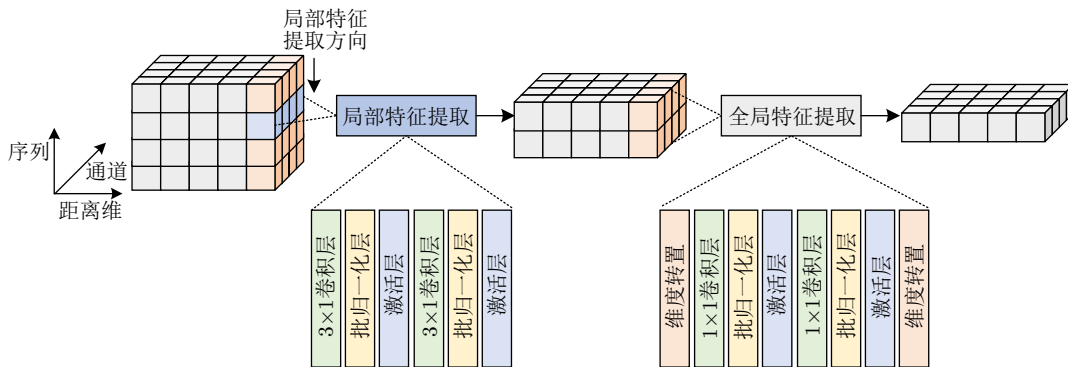 局部特征
提取方向
序列
通道
距离维
局部特征提取
全局特征提取
3×1卷积层
批归一化层
激活层
3×1卷积层
批归一化层
激活层
维度转置
1×1卷积层
批归一化层
激活层
1×1卷积层
批归一化层
激活层
维度转置